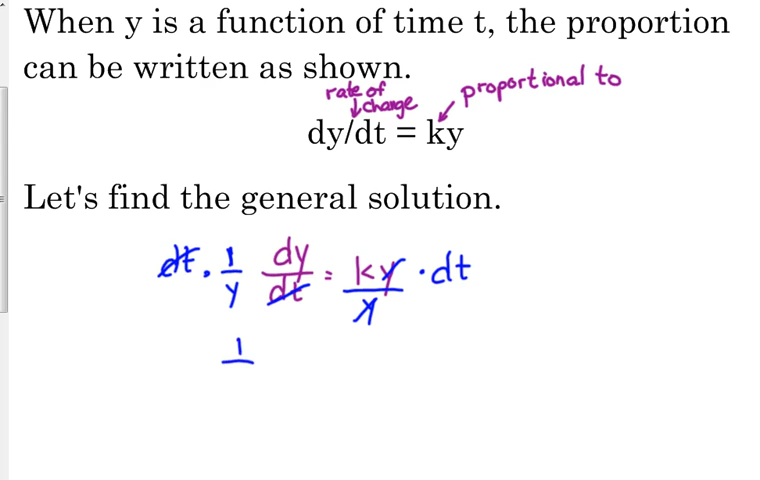 When y is a function of time t, the proportion
can be written as shown.
rate of
↓ change
proportional to
dy/dt = ky
Let's find the general solution.
dt · 1/y dy/dt = ky/y · dt
1